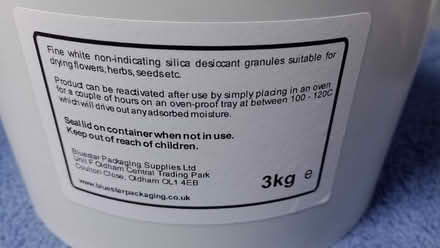 Fine white non-indicating silica desiccant granules suitable for
drying flowers, herbs, seeds etc.
Product can be reactivated after use by simply placing in an oven
for a couple of hours on an oven-proof tray at between 100 - 120C
which will drive out any adsorbed moisture.
Seal lid on container when not in use.
Keep out of reach of children.
Bluestar Packaging Supplies Ltd
Unit F Oldham Central Trading Park
Coulton Close, Oldham OL1 4EB
www.bluestarpackaging.co.uk
3kg e